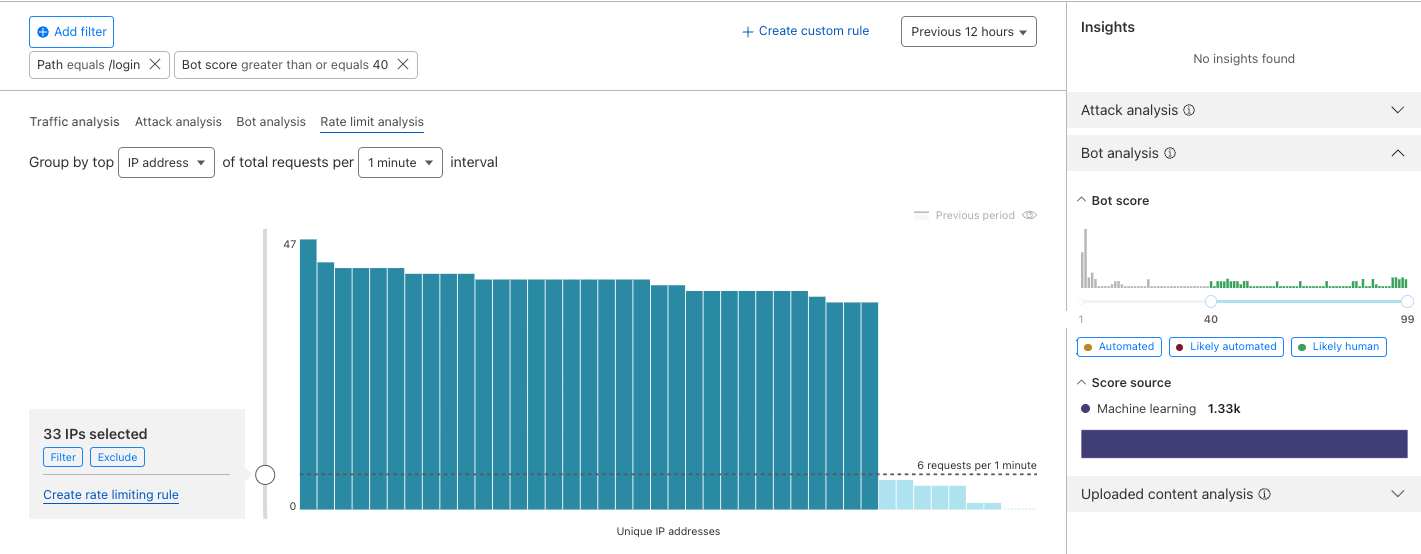 Add filter
Create custom rule
Previous 12 hours
Path equals /login
Bot score greater than or equals 40
Traffic analysis Attack analysis Bot analysis Rate limit analysis
Group by top IP address of total requests per 1 minute interval
Previous period
47
6 requests per 1 minute
0
Unique IP addresses
33 IPs selected
Filter Exclude
Create rate limiting rule
Insights
No insights found
Attack analysis
Bot analysis
Bot score
1 40 99
Automated Likely automated Likely human
Score source
Machine learning 1.33k
Uploaded content analysis